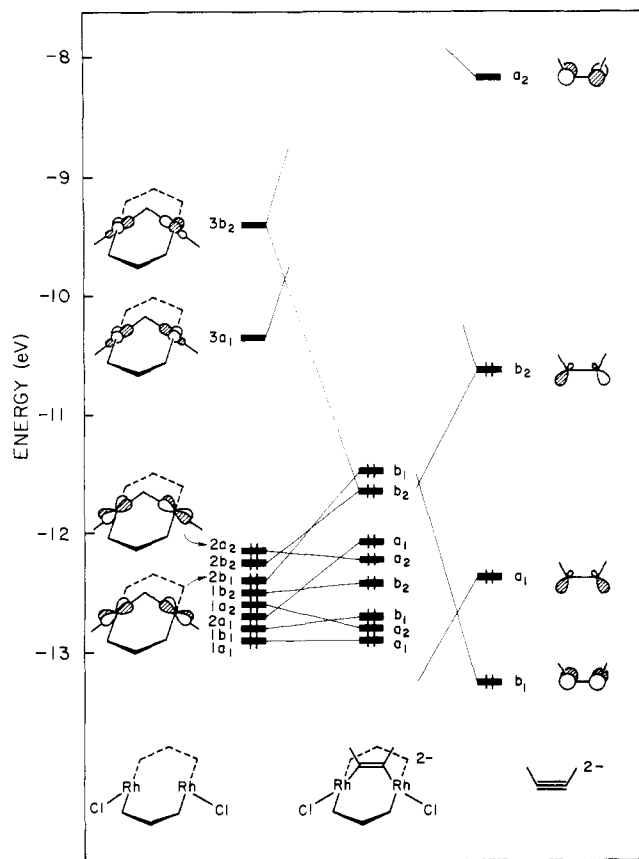 ENERGY (eV)
-8
-9
-10
-11
-12
-13
a2
3b2
3a1
b2
b1
b2
2a2
2b2
2b1
1b2
1a2
2a1
1b1
1a1
a1
a2
b2
b1
a2
a1
a1
b1
Rh Rh
Cl Cl
2-
Rh Rh
Cl Cl
2-